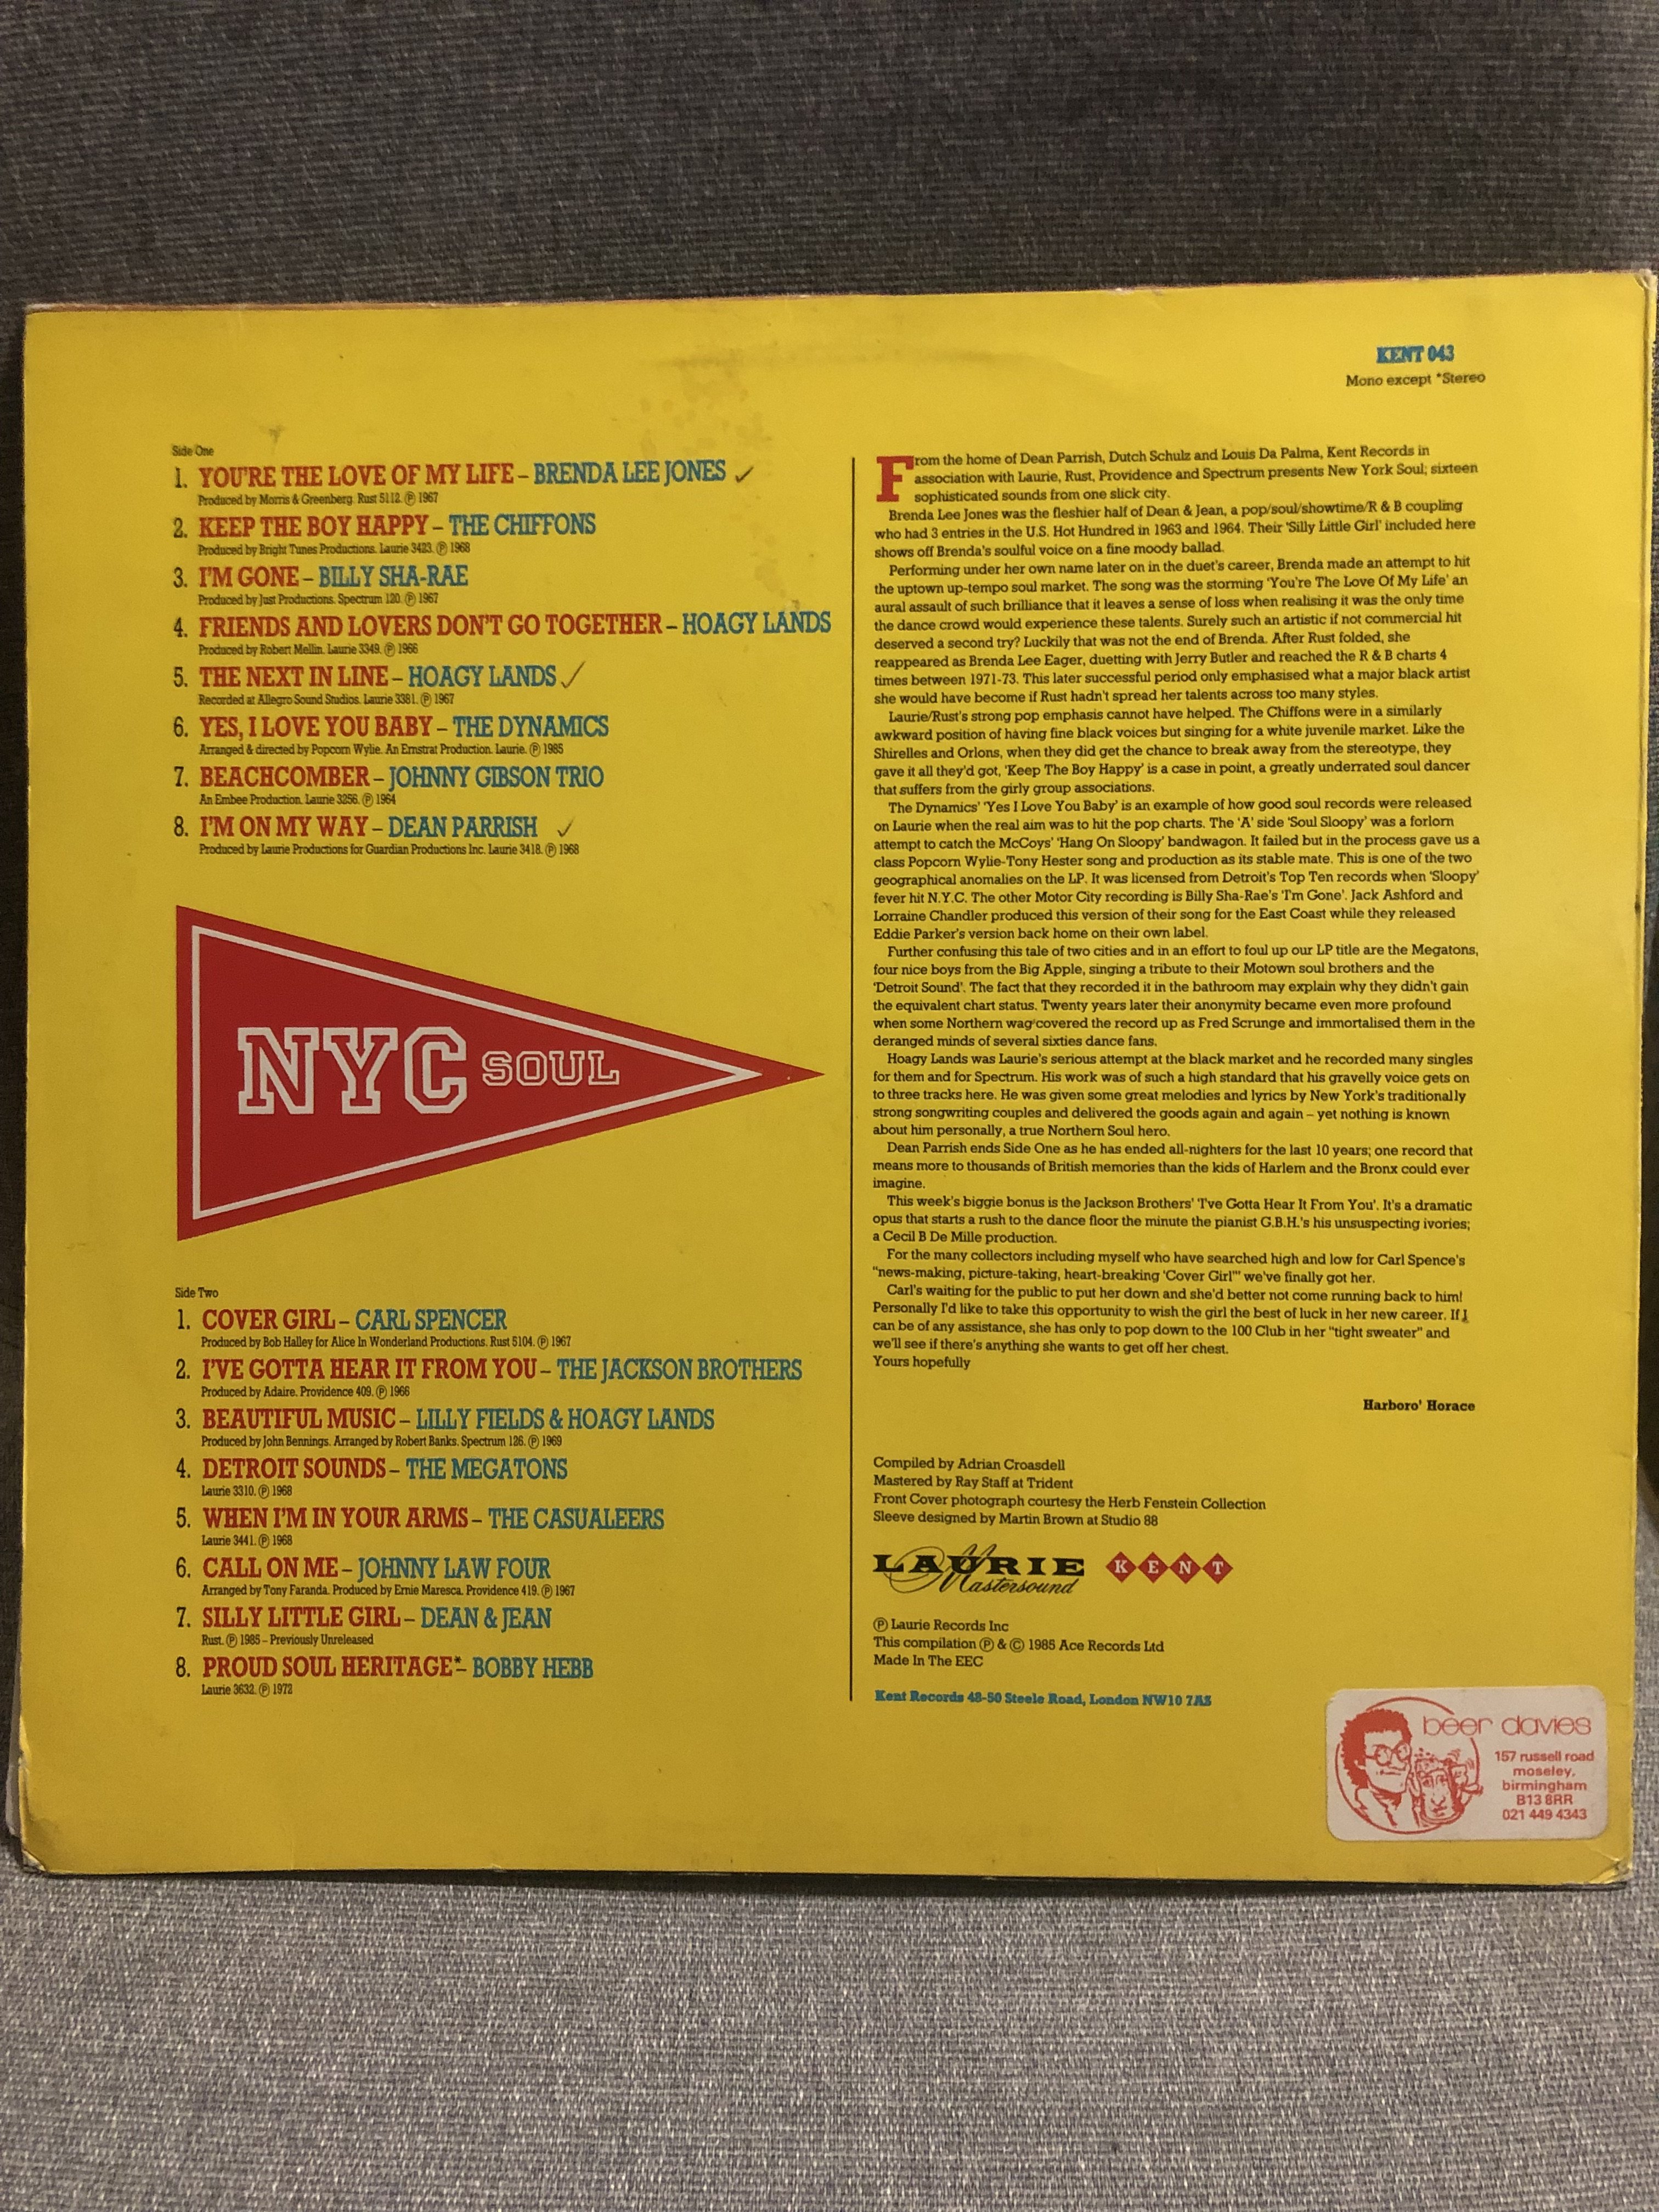 KENT 043
Mono except *Stereo
Side One
1. YOU'RE THE LOVE OF MY LIFE – BRENDA LEE JONES ✓
Produced by Morris & Greenberg. Rust 5112. Ⓟ 1967
2. KEEP THE BOY HAPPY – THE CHIFFONS
Produced by Bright Tunes Productions. Laurie 3423. Ⓟ 1968
3. I'M GONE – BILLY SHA-RAE
Produced by Just Productions. Spectrum 120. Ⓟ 1967
4. FRIENDS AND LOVERS DON'T GO TOGETHER – HOAGY LANDS
Produced by Robert Mellin. Laurie 3349. Ⓟ 1966
5. THE NEXT IN LINE – HOAGY LANDS ✓
Recorded at Allegro Sound Studios. Laurie 3381. Ⓟ 1967
6. YES, I LOVE YOU BABY – THE DYNAMICS
Arranged & directed by Popcorn Wylie. An Ernstrat Production. Laurie. Ⓟ 1985
7. BEACHCOMBER – JOHNNY GIBSON TRIO
An Embee Production. Laurie 3256. Ⓟ 1964
8. I'M ON MY WAY – DEAN PARRISH ✓
Produced by Laurie Productions for Guardian Productions Inc. Laurie 3418. Ⓟ 1968
NYC SOUL
Side Two
1. COVER GIRL – CARL SPENCER
Produced by Bob Halley for Alice In Wonderland Productions. Rust 5104. Ⓟ 1967
2. I'VE GOTTA HEAR IT FROM YOU – THE JACKSON BROTHERS
Produced by Adaire. Providence 409. Ⓟ 1966
3. BEAUTIFUL MUSIC – LILLY FIELDS & HOAGY LANDS
Produced by John Bennings. Arranged by Robert Banks. Spectrum 126. Ⓟ 1969
4. DETROIT SOUNDS – THE MEGATONS
Laurie 3310. Ⓟ 1968
5. WHEN I'M IN YOUR ARMS – THE CASUALEERS
Laurie 3441. Ⓟ 1968
6. CALL ON ME – JOHNNY LAW FOUR
Arranged by Tony Faranda. Produced by Ernie Maresca. Providence 419. Ⓟ 1967
7. SILLY LITTLE GIRL – DEAN & JEAN
Rust. Ⓟ 1985 – Previously Unreleased
8. PROUD SOUL HERITAGE* – BOBBY HEBB
Laurie 3632. Ⓟ 1972
From the home of Dean Parrish, Dutch Schulz and Louis Da Palma, Kent Records in
association with Laurie, Rust, Providence and Spectrum presents New York Soul; sixteen
sophisticated sounds from one slick city.
Brenda Lee Jones was the fleshier half of Dean & Jean, a pop/soul/showtime/R & B coupling
who had 3 entries in the U.S. Hot Hundred in 1963 and 1964. Their 'Silly Little Girl' included here
shows off Brenda's soulful voice on a fine moody ballad.
Performing under her own name later on in the duet's career, Brenda made an attempt to hit
the uptown up-tempo soul market. The song was the storming 'You're The Love Of My Life' an
aural assault of such brilliance that it leaves a sense of loss when realising it was the only time
the dance crowd would experience these talents. Surely such an artistic if not commercial hit
deserved a second try? Luckily that was not the end of Brenda. After Rust folded, she
reappeared as Brenda Lee Eager, duetting with Jerry Butler and reached the R & B charts 4
times between 1971-73. This later successful period only emphasised what a major black artist
she would have become if Rust hadn't spread her talents across too many styles.
Laurie/Rust's strong pop emphasis cannot have helped. The Chiffons were in a similarly
awkward position of having fine black voices but singing for a white juvenile market. Like the
Shirelles and Orlons, when they did get the chance to break away from the stereotype, they
gave it all they'd got, 'Keep The Boy Happy' is a case in point, a greatly underrated soul dancer
that suffers from the girly group associations.
The Dynamics' 'Yes I Love You Baby' is an example of how good soul records were released
on Laurie when the real aim was to hit the pop charts. The 'A' side 'Soul Sloopy' was a forlorn
attempt to catch the McCoys' 'Hang On Sloopy' bandwagon. It failed but in the process gave us a
class Popcorn Wylie-Tony Hester song and production as its stable mate. This is one of the two
geographical anomalies on the LP. It was licensed from Detroit's Top Ten records when 'Sloopy'
fever hit N.Y.C. The other Motor City recording is Billy Sha-Rae's 'I'm Gone'. Jack Ashford and
Lorraine Chandler produced this version of their song for the East Coast while they released
Eddie Parker's version back home on their own label.
Further confusing this tale of two cities and in an effort to foul up our LP title are the Megatons,
four nice boys from the Big Apple, singing a tribute to their Motown soul brothers and the
'Detroit Sound'. The fact that they recorded it in the bathroom may explain why they didn't gain
the equivalent chart status. Twenty years later their anonymity became even more profound
when some Northern wag covered the record up as Fred Scrunge and immortalised them in the
deranged minds of several sixties dance fans.
Hoagy Lands was Laurie's serious attempt at the black market and he recorded many singles
for them and for Spectrum. His work was of such a high standard that his gravelly voice gets on
to three tracks here. He was given some great melodies and lyrics by New York's traditionally
strong songwriting couples and delivered the goods again and again – yet nothing is known
about him personally, a true Northern Soul hero.
Dean Parrish ends Side One as he has ended all-nighters for the last 10 years; one record that
means more to thousands of British memories than the kids of Harlem and the Bronx could ever
imagine.
This week's biggie bonus is the Jackson Brothers' 'I've Gotta Hear It From You'. It's a dramatic
opus that starts a rush to the dance floor the minute the pianist G.B.H.'s his unsuspecting ivories;
a Cecil B De Mille production.
For the many collectors including myself who have searched high and low for Carl Spence's
"news-making, picture-taking, heart-breaking 'Cover Girl'" we've finally got her.
Carl's waiting for the public to put her down and she'd better not come running back to him!
Personally I'd like to take this opportunity to wish the girl the best of luck in her new career. If I
can be of any assistance, she has only to pop down to the 100 Club in her "tight sweater" and
we'll see if there's anything she wants to get off her chest.
Yours hopefully
Harboro' Horace
Compiled by Adrian Croasdell
Mastered by Ray Staff at Trident
Front Cover photograph courtesy the Herb Fenstein Collection
Sleeve designed by Martin Brown at Studio 88
LAURIE Mastersound KENT
Ⓟ Laurie Records Inc
This compilation Ⓟ & © 1985 Ace Records Ltd
Made In The EEC
Kent Records 48-50 Steele Road, London NW10 7AS
beer davies
157 russell road
moseley,
birmingham
B13 8RR
021 449 4343